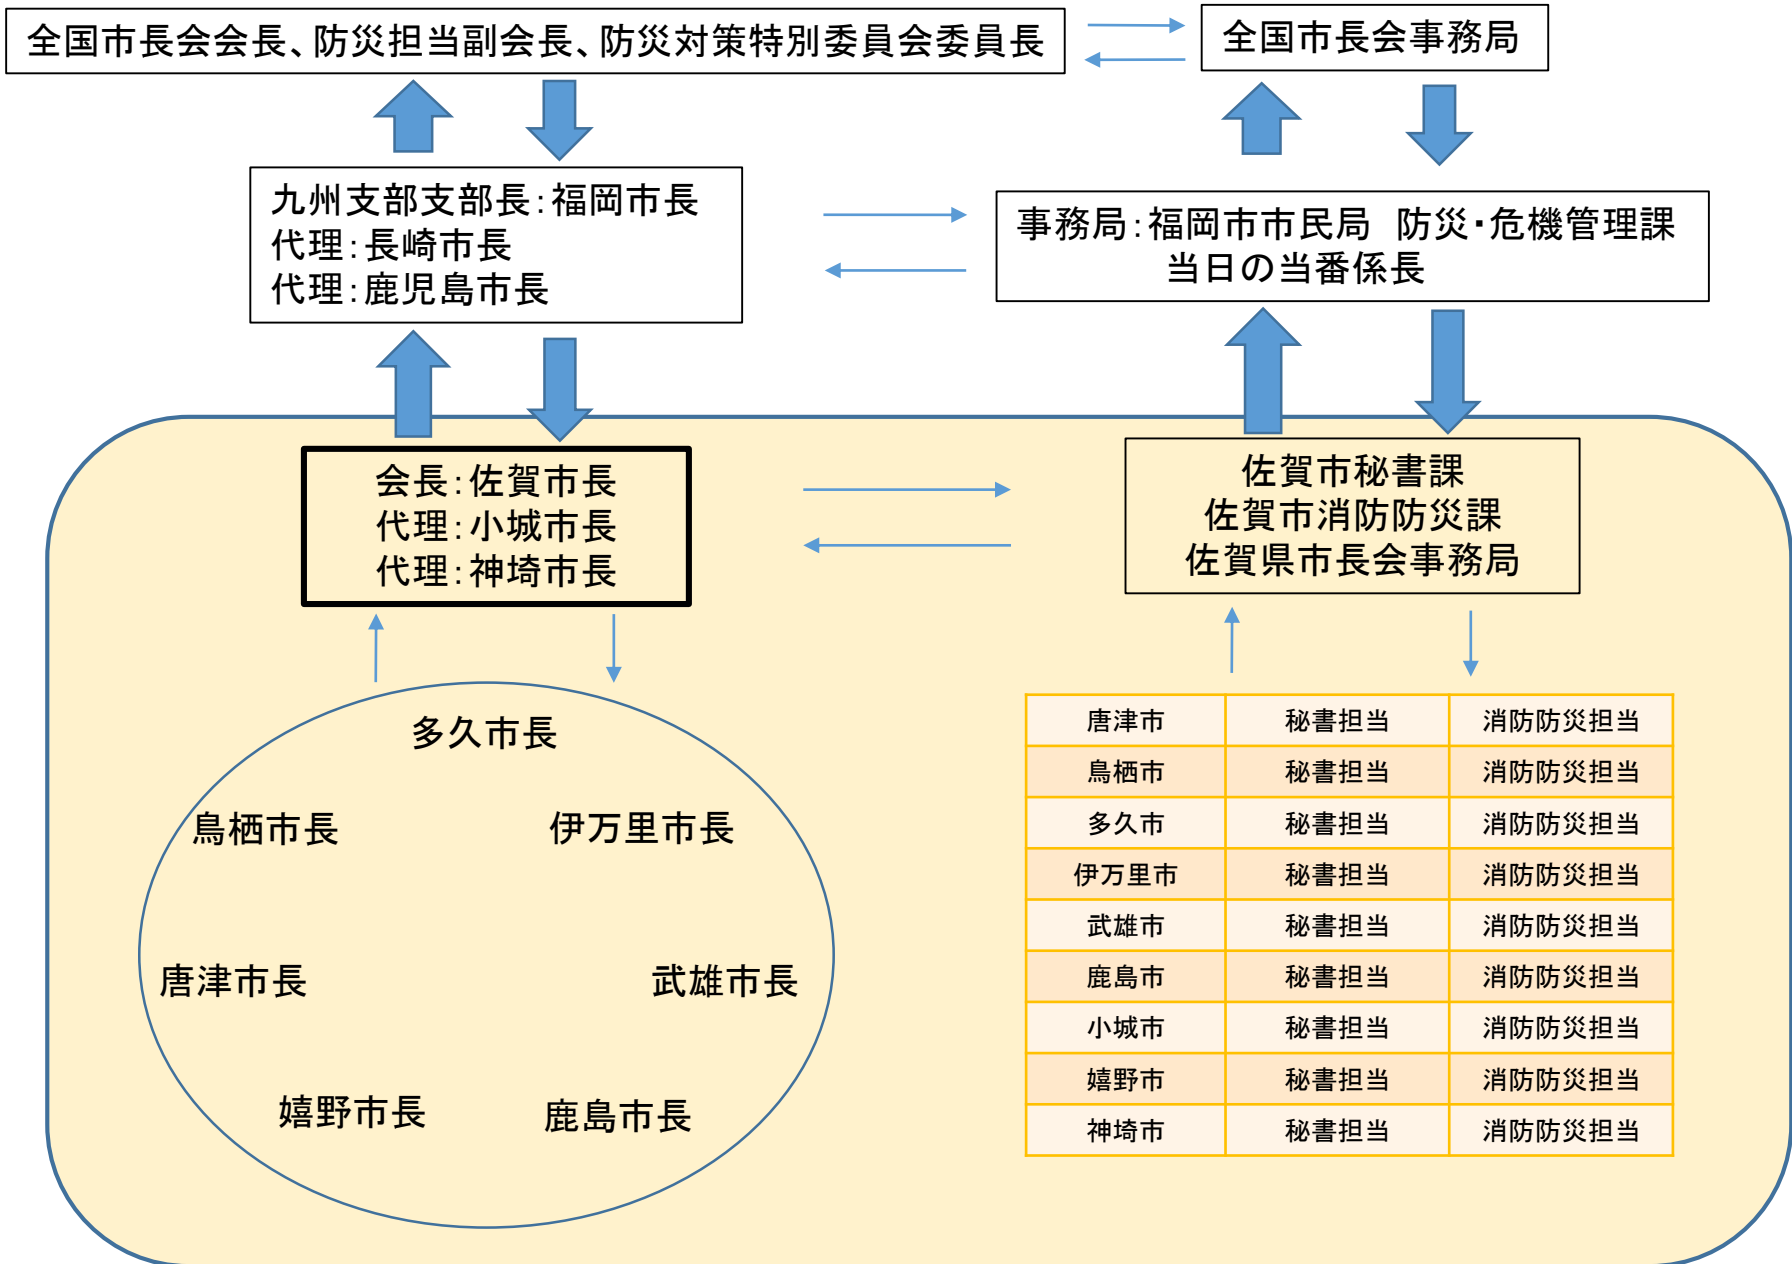 全国市長会会長、防災担当副会長、防災対策特別委員会委員長
全国市長会事務局
九州支部支部長：福岡市長
代理：長崎市長
代理：鹿児島市長
事務局：福岡市市民局　防災・危機管理課
当日の当番係長
会長：佐賀市長
代理：小城市長
代理：神埼市長
佐賀市秘書課
佐賀市消防防災課
佐賀県市長会事務局
多久市長
鳥栖市長
伊万里市長
唐津市長
武雄市長
嬉野市長
鹿島市長
唐津市 秘書担当 消防防災担当
鳥栖市 秘書担当 消防防災担当
多久市 秘書担当 消防防災担当
伊万里市 秘書担当 消防防災担当
武雄市 秘書担当 消防防災担当
鹿島市 秘書担当 消防防災担当
小城市 秘書担当 消防防災担当
嬉野市 秘書担当 消防防災担当
神埼市 秘書担当 消防防災担当